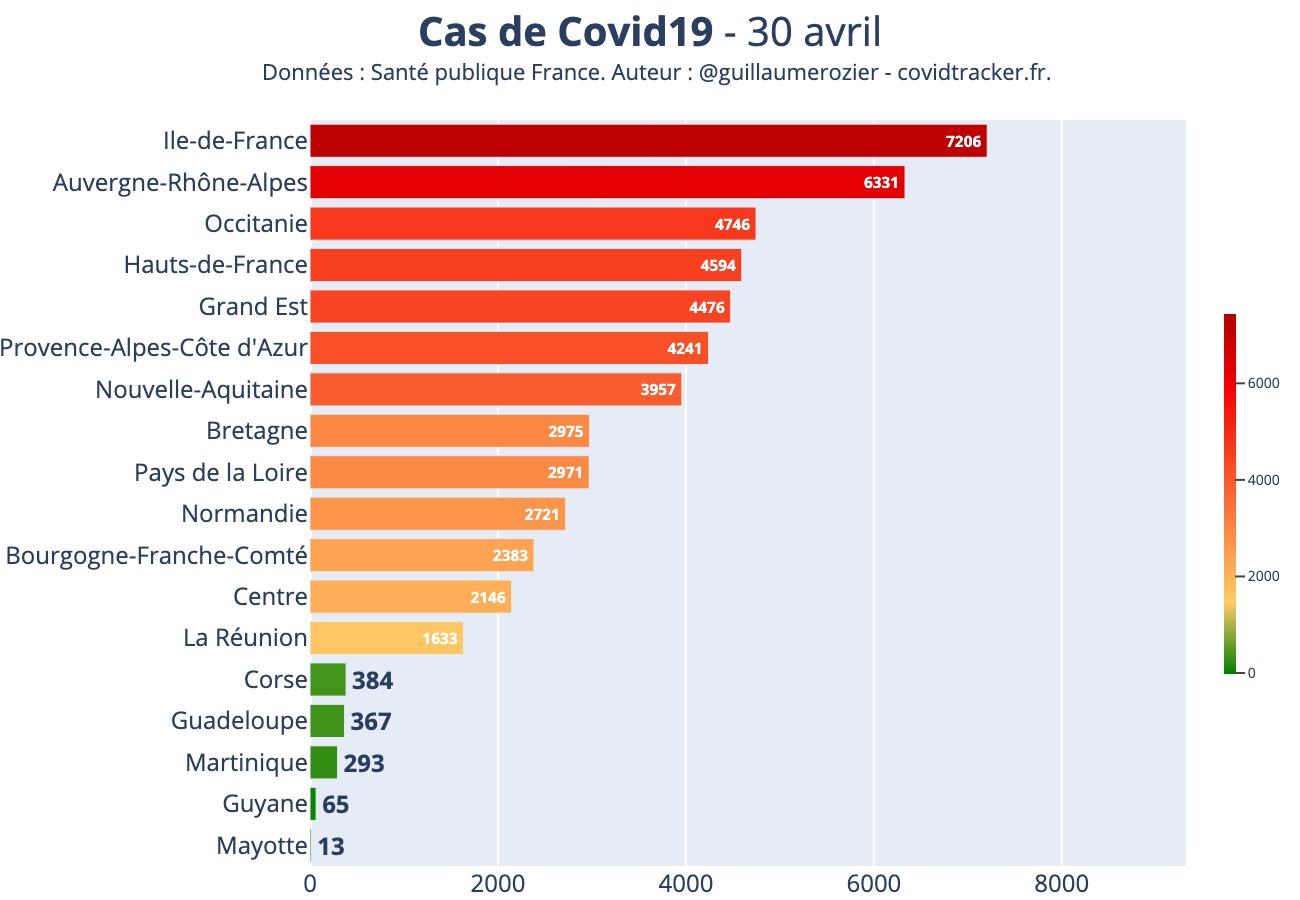 Cas de Covid19 - 30 avril
Données : Santé publique France. Auteur : @guillaumerozier - covidtracker.fr.
Ile-de-France 7206
Auvergne-Rhône-Alpes 6331
Occitanie 4746
Hauts-de-France 4594
Grand Est 4476
Provence-Alpes-Côte d'Azur 4241
Nouvelle-Aquitaine 3957
Bretagne 2975
Pays de la Loire 2971
Normandie 2721
Bourgogne-Franche-Comté 2383
Centre 2146
La Réunion 1633
Corse 384
Guadeloupe 367
Martinique 293
Guyane 65
Mayotte 13
0 2000 4000 6000 8000
6000
4000
2000
0